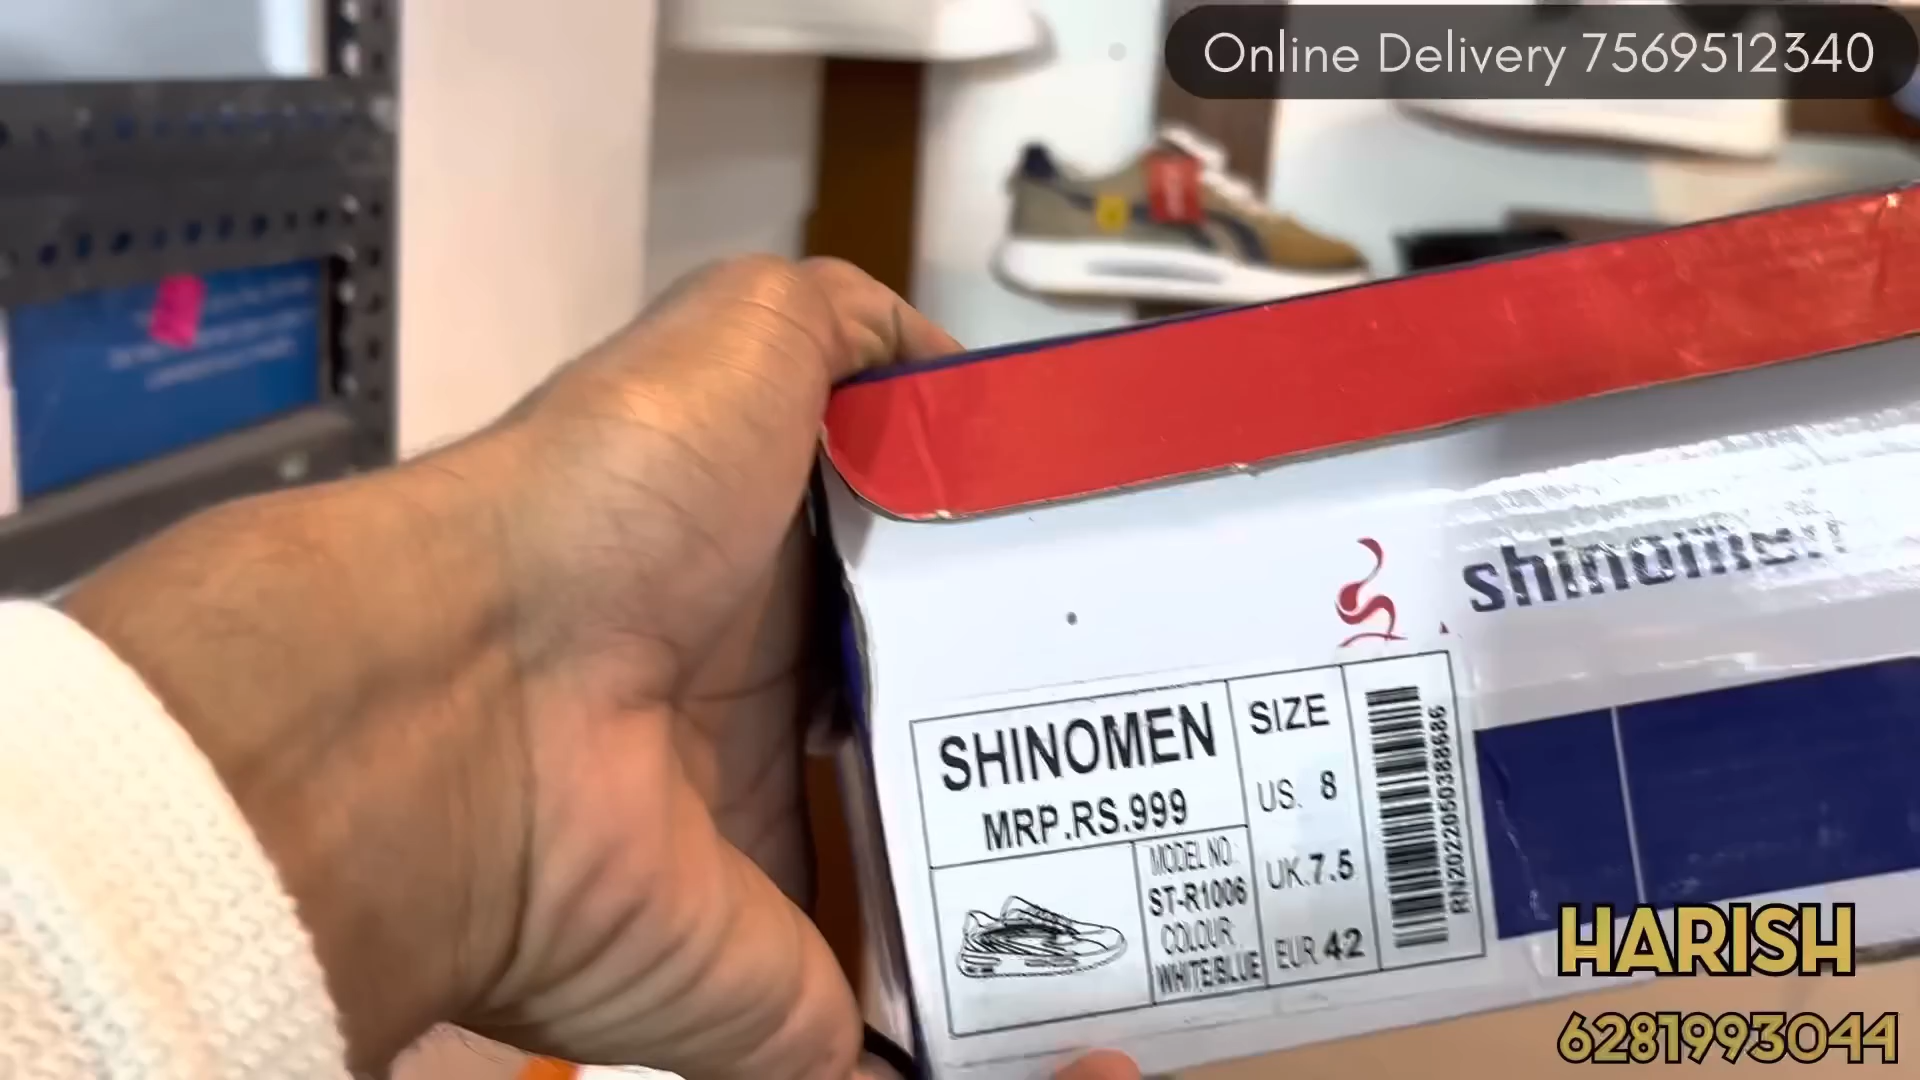 Online Delivery 7569512340
shinomen
SHINOMEN
MRP.RS.999
MODEL NO.:
ST-R1006
COLOUR:
WHITE/BLUE
SIZE
US. 8
UK.7.5
EUR 42
RN20220503886
HARISH
6281993044